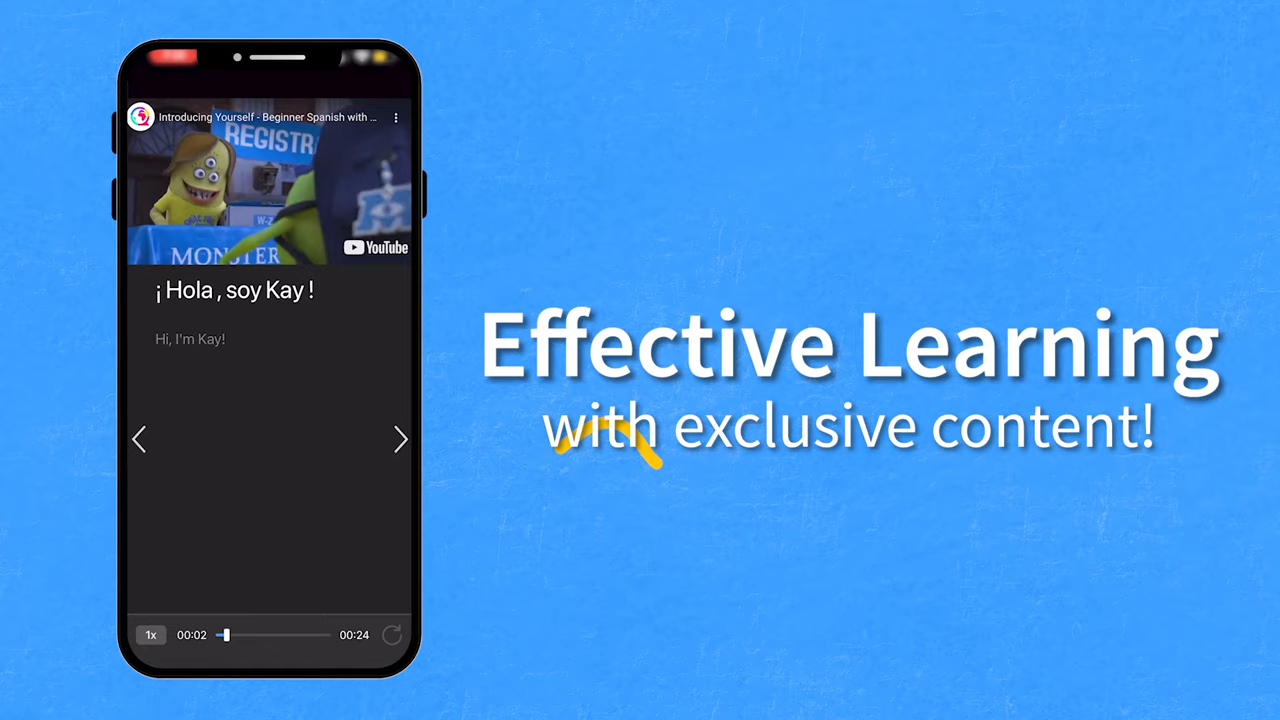 Introducing Yourself - Beginner Spanish with ...
REGISTRA
W-Z
MONSTER
YouTube
¡Hola, soy Kay!
Hi, I'm Kay!
Effective Learning
with exclusive content!
1x 00:02 00:24